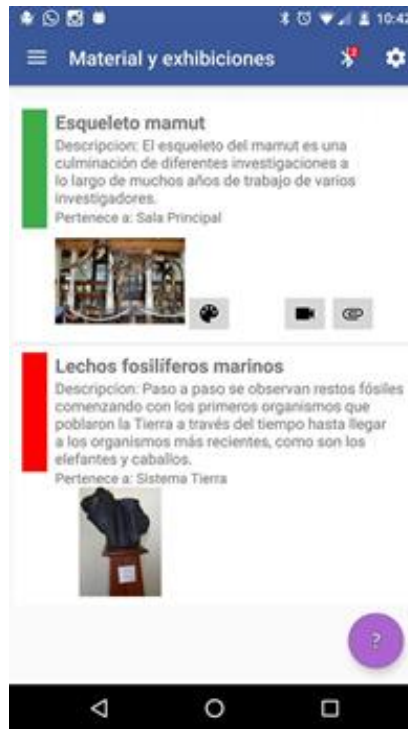 10:42
Material y exhibiciones
Esqueleto mamut
Descripcion: El esqueleto del mamut es una
culminación de diferentes investigaciones a
lo largo de muchos años de trabajo de varios
investigadores.
Pertenece a: Sala Principal
Lechos fosilíferos marinos
Descripcion: Paso a paso se observan restos fósiles
comenzando con los primeros organismos que
poblaron la Tierra a través del tiempo hasta llegar
a los organismos más recientes, como son los
elefantes y caballos.
Pertenece a: Sistema Tierra
?